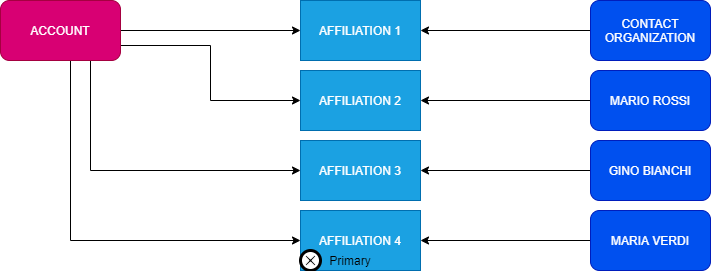 ACCOUNT
AFFILIATION 1
CONTACT
ORGANIZATION
AFFILIATION 2
MARIO ROSSI
AFFILIATION 3
GINO BIANCHI
AFFILIATION 4
MARIA VERDI
Primary